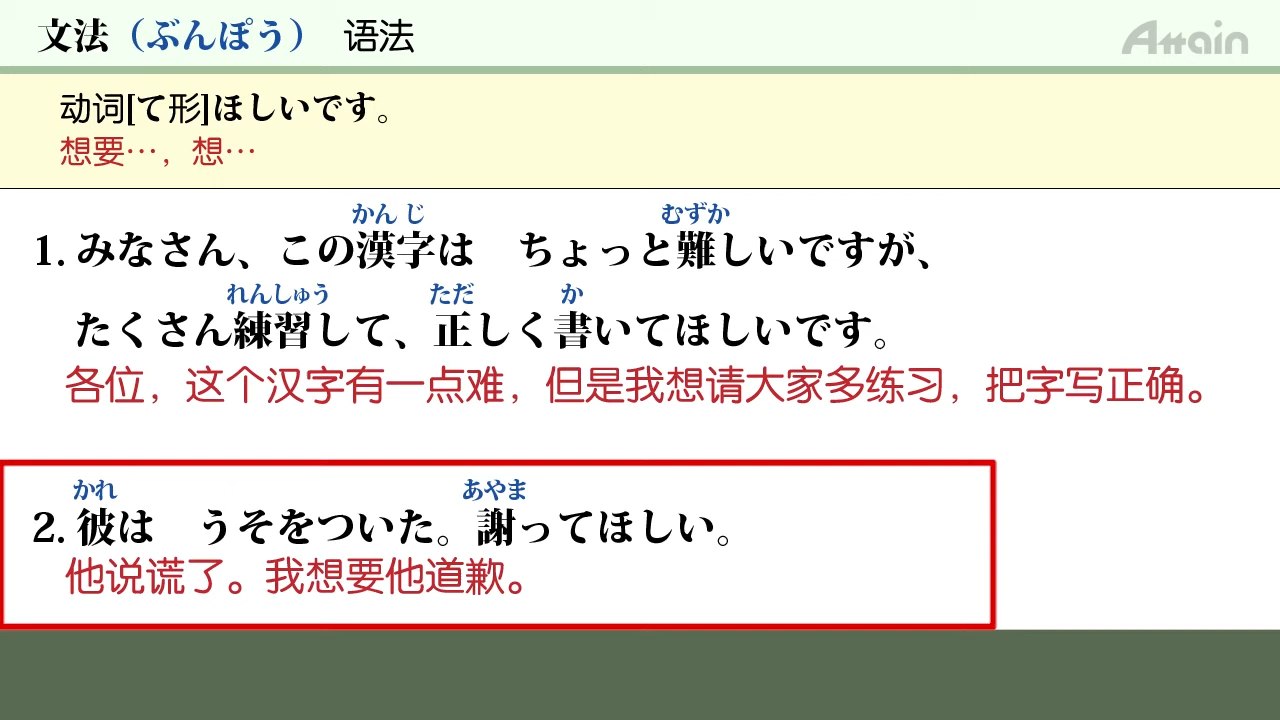 文法（ぶんぽう） 语法
Attain
动词[て形]ほしいです。
想要…，想…
かんじ むずか
1. みなさん、この漢字は ちょっと難しいですが、
れんしゅう ただ か
たくさん練習して、正しく書いてほしいです。
各位，这个汉字有一点难，但是我想请大家多练习，把字写正确。
かれ あやま
2. 彼は うそをついた。謝ってほしい。
他说谎了。我想要他道歉。